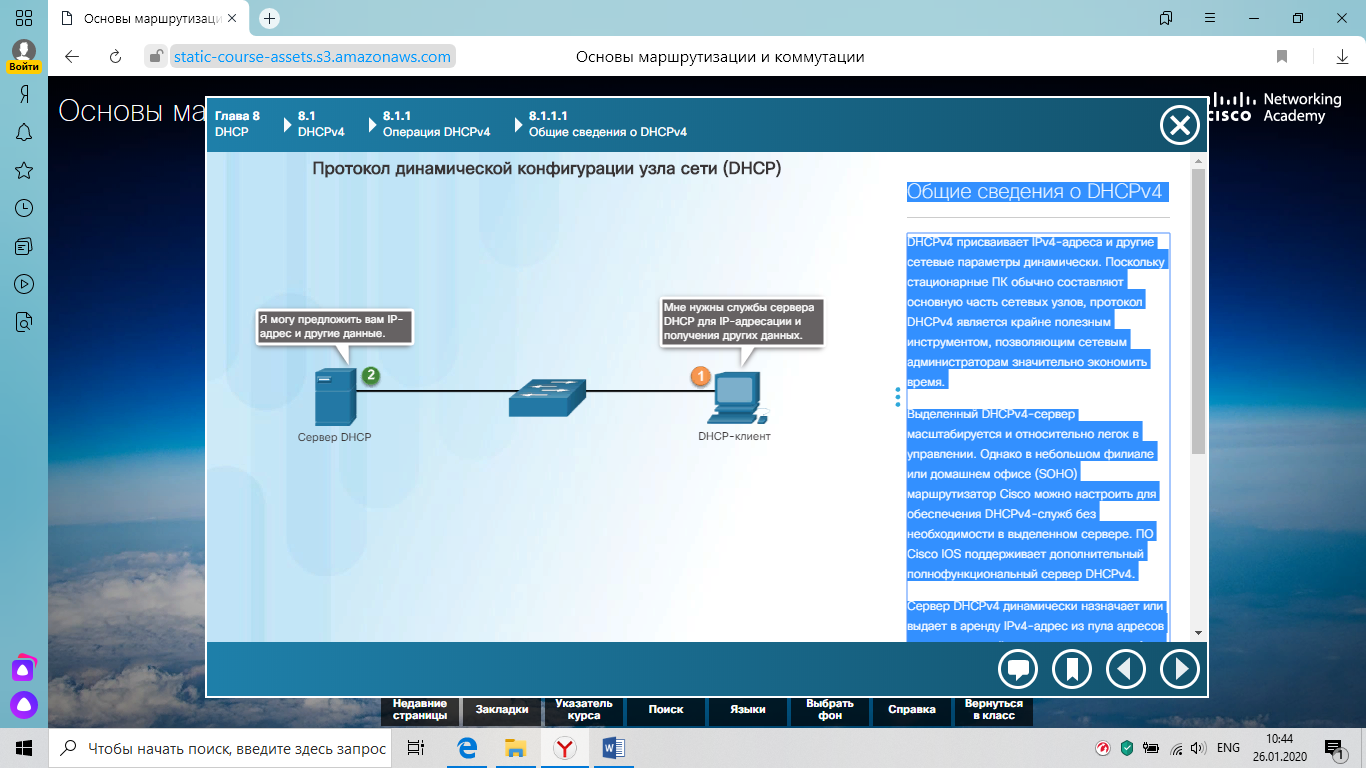 Основы маршрутизаци
static-course-assets.s3.amazonaws.com
Основы маршрутизации и коммутации
Войти
Я
Основы ма
Networking
CISCO Academy
Глава 8
DHCP
8.1
DHCPv4
8.1.1
Операция DHCPv4
8.1.1.1
Общие сведения о DHCPv4
Протокол динамической конфигурации узла сети (DHCP)
Я могу предложить вам IP-
адрес и другие данные.
Мне нужны службы сервера
DHCP для IP-адресации и
получения других данных.
2
1
Сервер DHCP
DHCP-клиент
Общие сведения о DHCPv4
DHCPv4 присваивает IPv4-адреса и другие
сетевые параметры динамически. Поскольку
стационарные ПК обычно составляют
основную часть сетевых узлов, протокол
DHCPv4 является крайне полезным
инструментом, позволяющим сетевым
администраторам значительно экономить
время.
Выделенный DHCPv4-сервер
масштабируется и относительно легок в
управлении. Однако в небольшом филиале
или домашнем офисе (SOHO)
маршрутизатор Cisco можно настроить для
обеспечения DHCPv4-служб без
необходимости в выделенном сервере. ПО
Cisco IOS поддерживает дополнительный
полнофункциональный сервер DHCPv4.
Сервер DHCPv4 динамически назначает или
выдает в аренду IPv4-адрес из пула адресов
Недавние
страницы
Закладки
Указатель
курса
Поиск
Языки
Выбрать
фон
Справка
Вернуться
в класс
Чтобы начать поиск, введите здесь запрос
ENG
10:44
26.01.2020
1